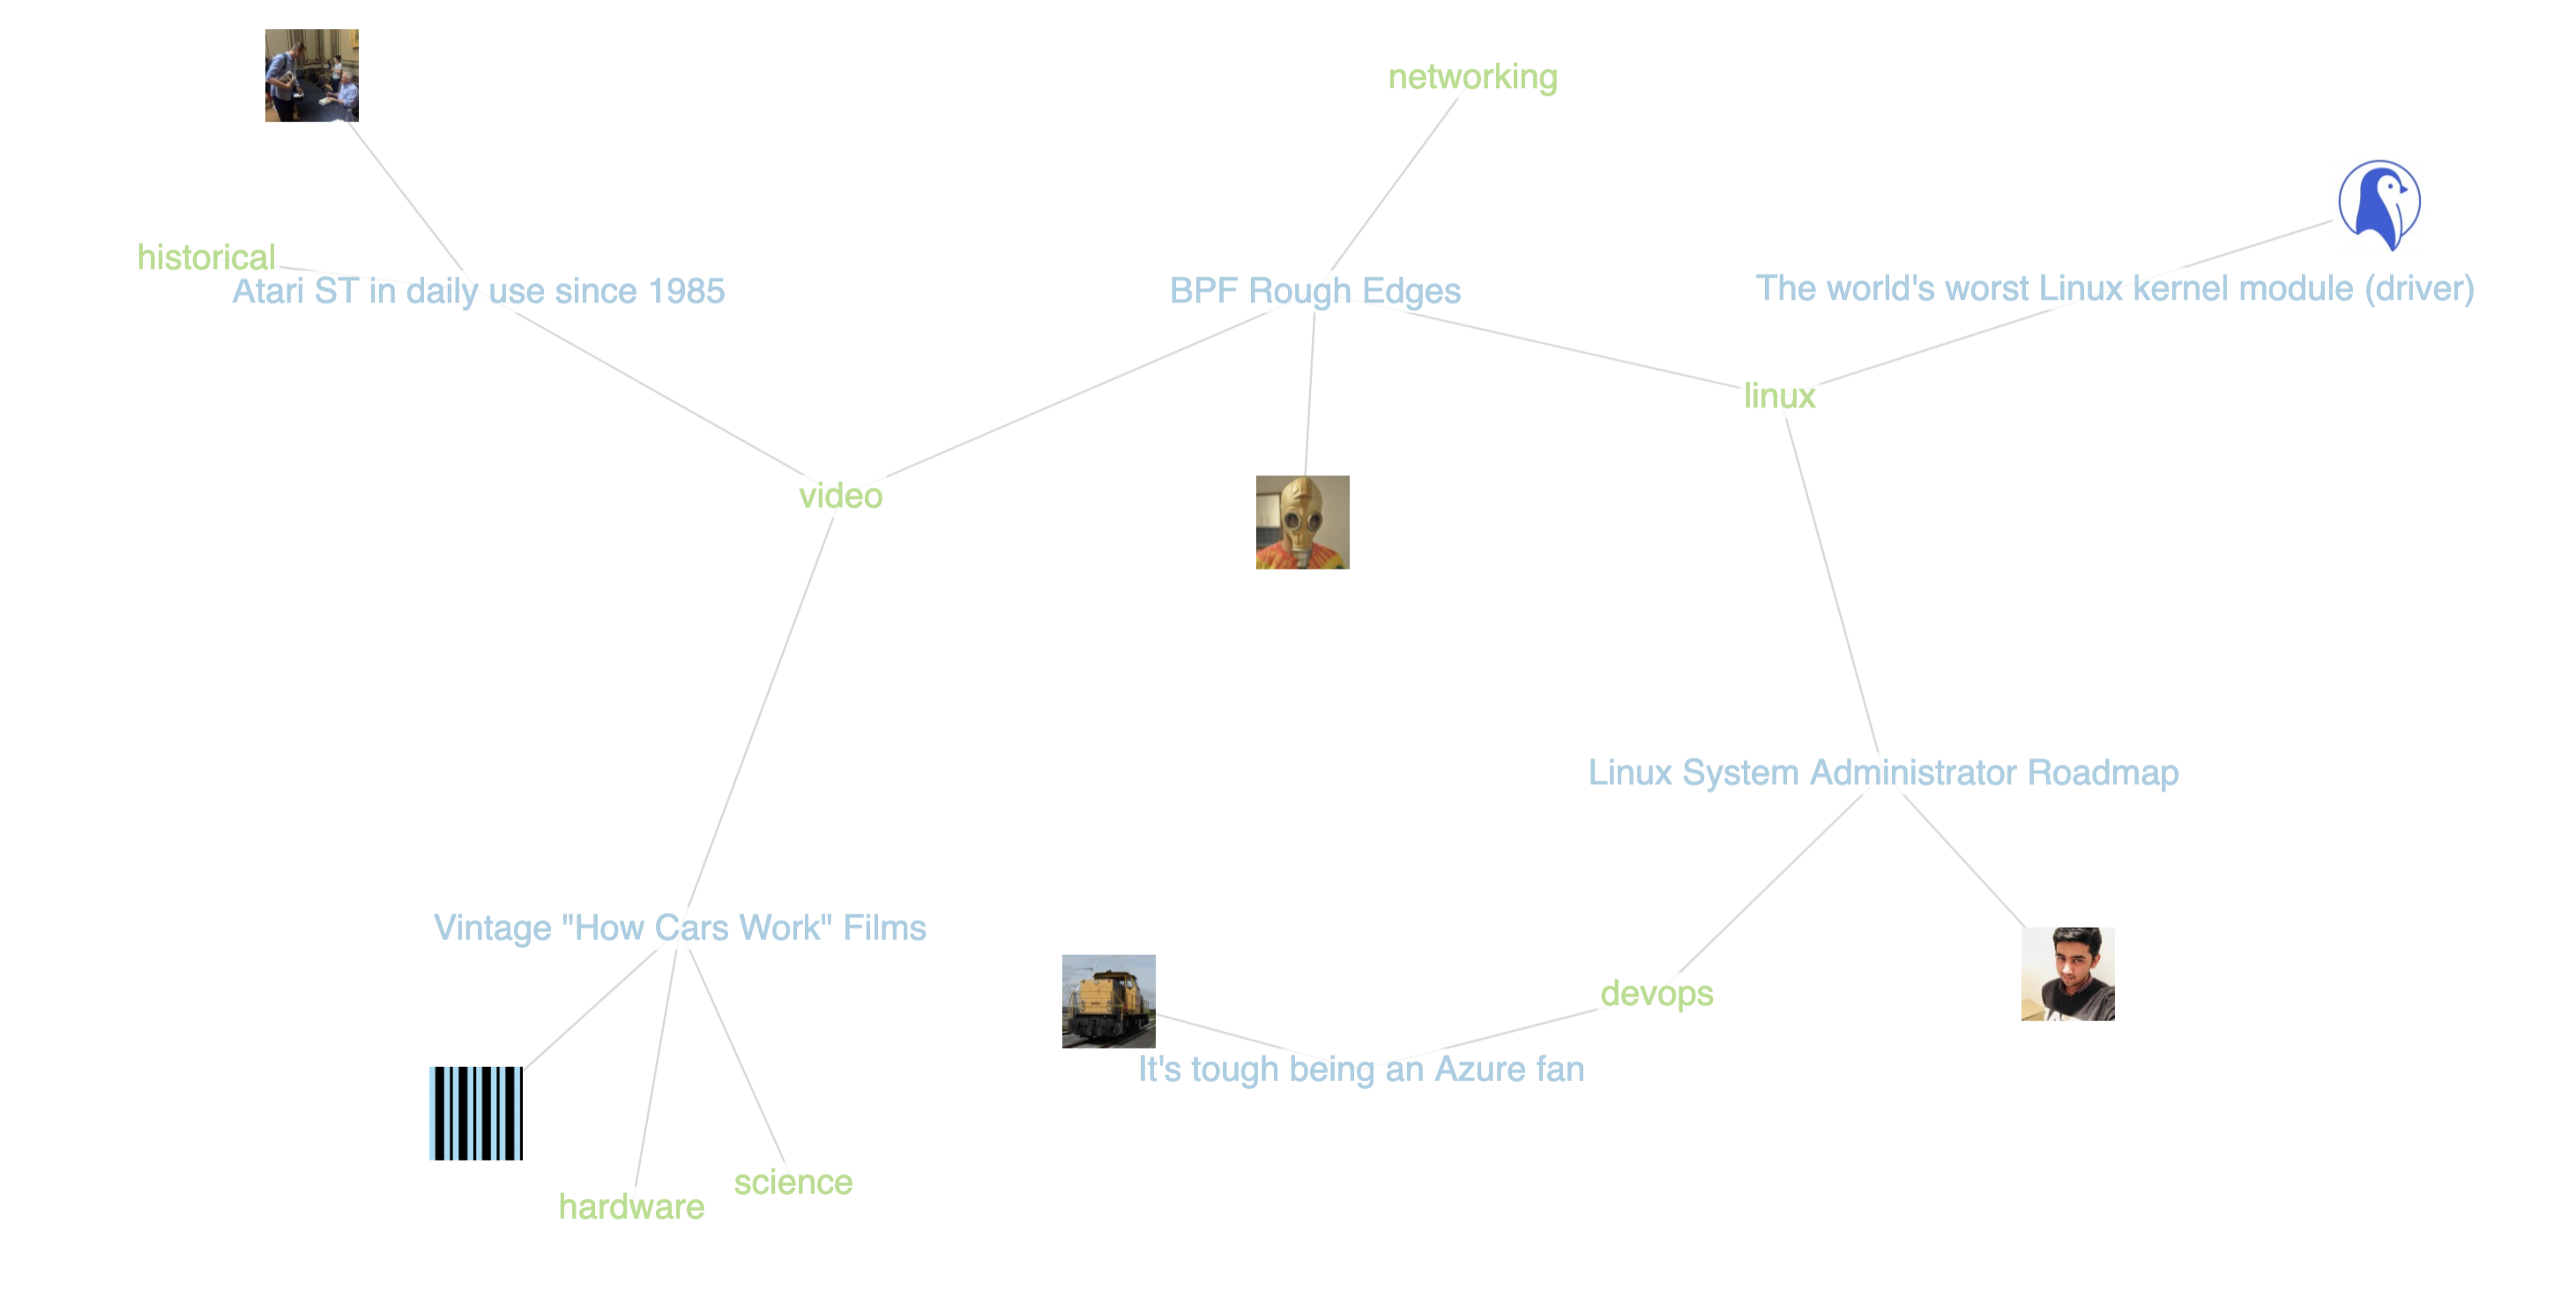 networking
historical
Atari ST in daily use since 1985
BPF Rough Edges
The world's worst Linux kernel module (driver)
linux
video
Linux System Administrator Roadmap
Vintage "How Cars Work" Films
devops
It's tough being an Azure fan
science
hardware